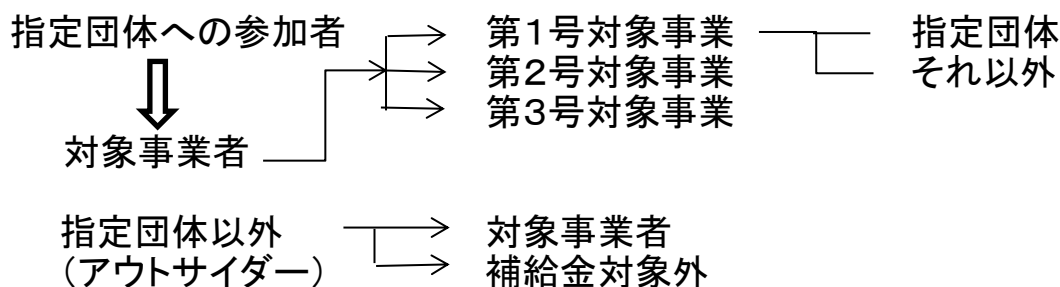 指定団体への参加者
第1号対象事業
指定団体
第2号対象事業
それ以外
第3号対象事業
対象事業者
指定団体以外
(アウトサイダー)
対象事業者
補給金対象外